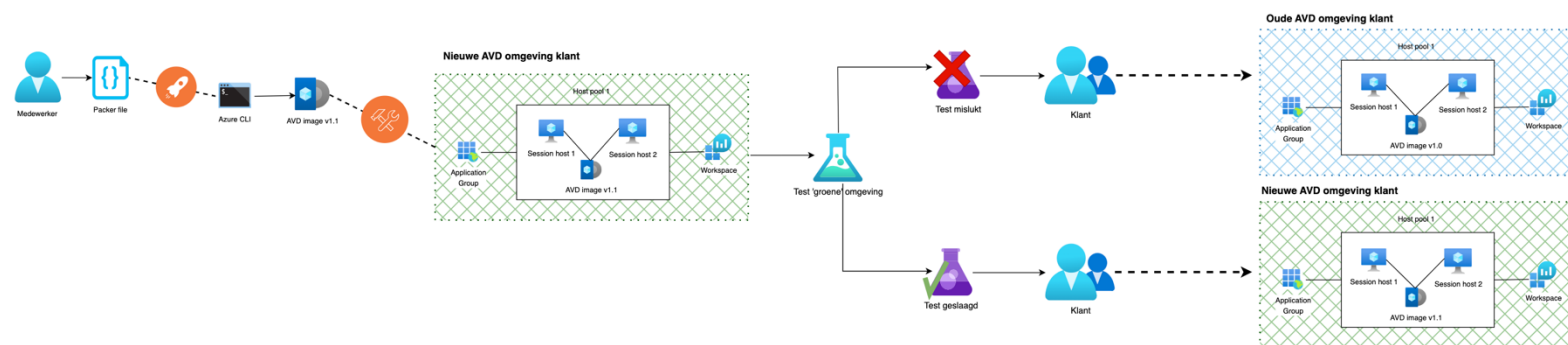 Medewerker
Packer file
Azure CLI
AVD image v1.1
Nieuwe AVD omgeving klant
Host pool 1
Application
Group
Session host 1
Session host 2
AVD image v1.1
Workspace
Test 'groene' omgeving
Test mislukt
Klant
Oude AVD omgeving klant
Host pool 1
Application
Group
Session host 1
Session host 2
AVD image v1.0
Workspace
Test geslaagd
Klant
Nieuwe AVD omgeving klant
Host pool 1
Application
Group
Session host 1
Session host 2
AVD image v1.1
Workspace